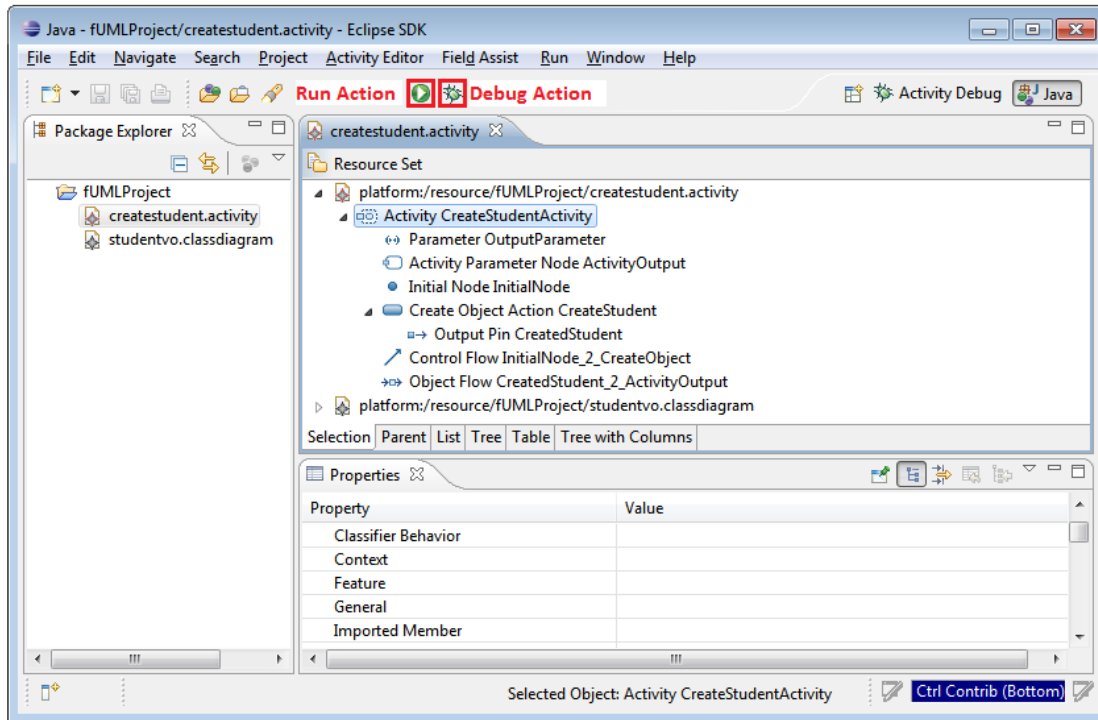 Java - fUMLProject/createstudent.activity - Eclipse SDK
File Edit Navigate Search Project Activity Editor Field Assist Run Window Help
Run Action Debug Action Activity Debug Java
Package Explorer
createstudent.activity
Resource Set
fUMLProject
createstudent.activity
studentvo.classdiagram
platform:/resource/fUMLProject/createstudent.activity
Activity CreateStudentActivity
Parameter OutputParameter
Activity Parameter Node ActivityOutput
Initial Node InitialNode
Create Object Action CreateStudent
Output Pin CreatedStudent
Control Flow InitialNode_2_CreateObject
Object Flow CreatedStudent_2_ActivityOutput
platform:/resource/fUMLProject/studentvo.classdiagram
Selection Parent List Tree Table Tree with Columns
Properties
Property Value
Classifier Behavior
Context
Feature
General
Imported Member
Selected Object: Activity CreateStudentActivity Ctrl Contrib (Bottom)